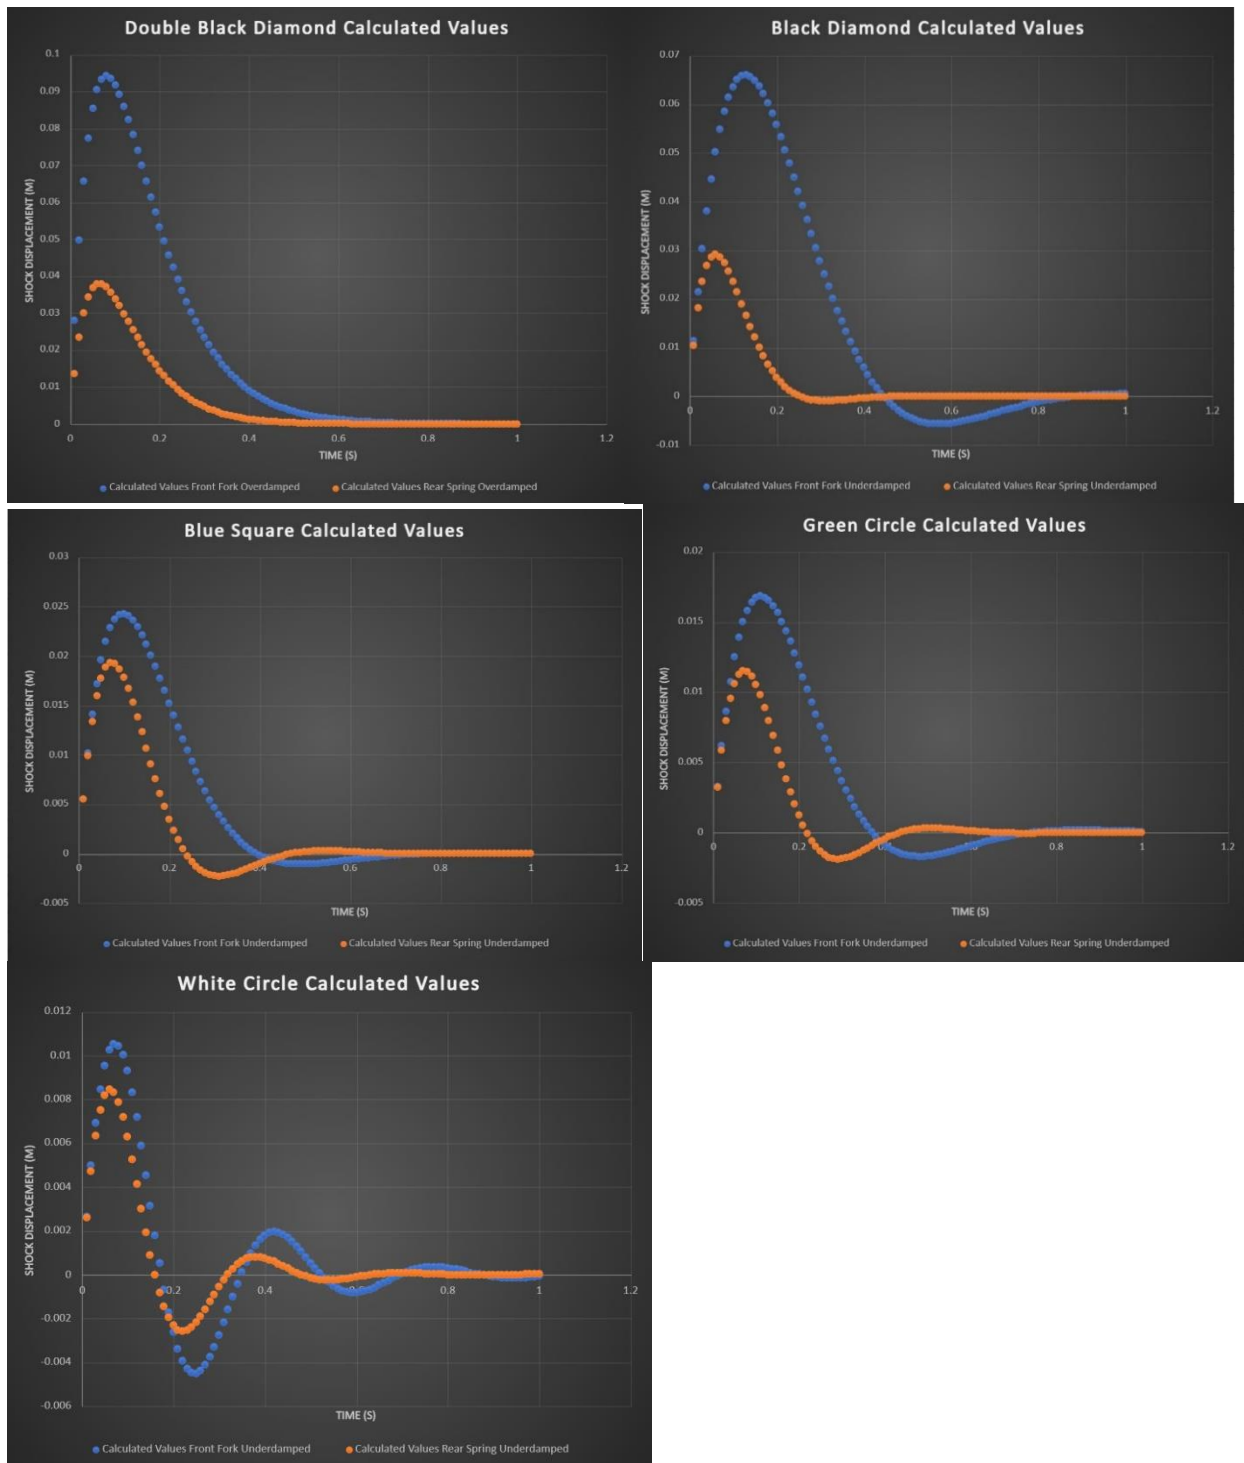 Double Black Diamond Calculated Values
0.1
0.09
0.08
0.07
0.06
0.05
0.04
0.03
0.02
0.01
0
SHOCK DISPLACEMENT (M)
0 0.2 0.4 0.6 0.8 1 1.2
TIME (S)
Calculated Values Front Fork Overdamped Calculated Values Rear Spring Overdamped
Black Diamond Calculated Values
0.07
0.06
0.05
0.04
0.03
0.02
0.01
0
-0.01
SHOCK DISPLACEMENT (M)
0 0.2 0.4 0.6 0.8 1 1.2
TIME (S)
Calculated Values Front Fork Underdamped Calculated Values Rear Spring Underdamped
Blue Square Calculated Values
0.03
0.025
0.02
0.015
0.01
0.005
0
-0.005
SHOCK DISPLACEMENT (M)
0 0.2 0.4 0.6 0.8 1 1.2
TIME (S)
Calculated Values Front Fork Underdamped Calculated Values Rear Spring Underdamped
Green Circle Calculated Values
0.02
0.015
0.01
0.005
0
-0.005
SHOCK DISPLACEMENT (M)
0 0.2 0.4 0.6 0.8 1 1.2
TIME (S)
Calculated Values Front Fork Underdamped Calculated Values Rear Spring Underdamped
White Circle Calculated Values
0.012
0.01
0.008
0.006
0.004
0.002
0
-0.002
-0.004
-0.006
SHOCK DISPLACEMENT (M)
0 0.2 0.4 0.6 0.8 1 1.2
TIME (S)
Calculated Values Front Fork Underdamped Calculated Values Rear Spring Underdamped